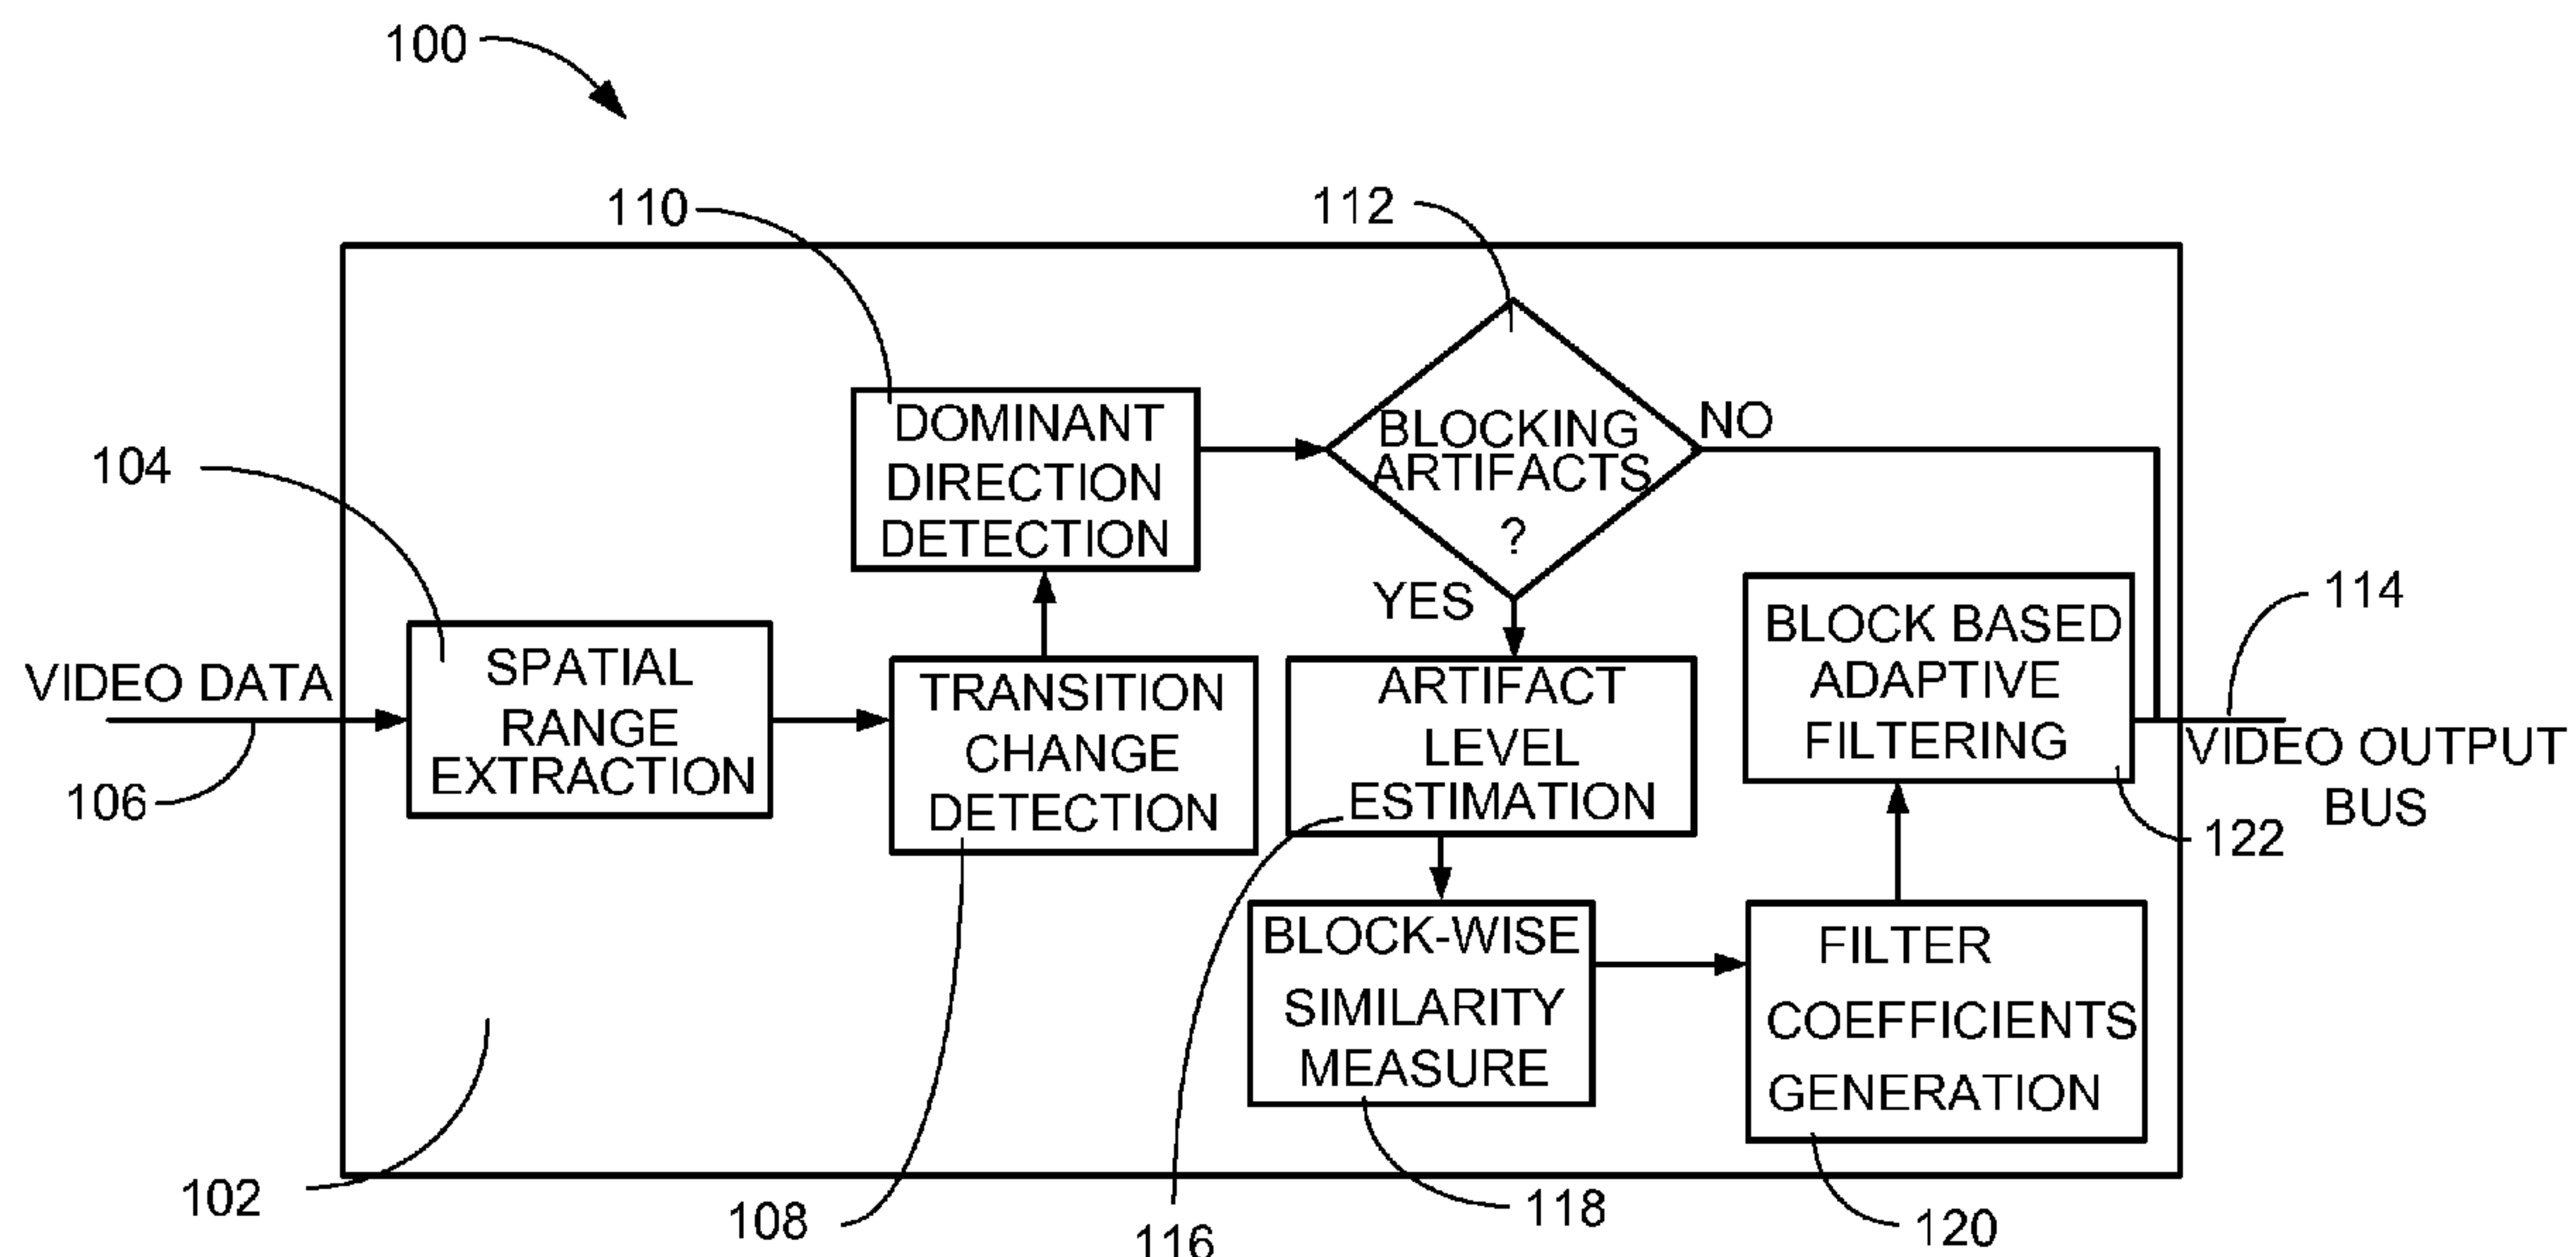 100
110
112
DOMINANT
DIRECTION
DETECTION
BLOCKING
ARTIFACTS
?
NO
YES
104
VIDEO DATA
106
SPATIAL
RANGE
EXTRACTION
TRANSITION
CHANGE
DETECTION
ARTIFACT
LEVEL
ESTIMATION
BLOCK BASED
ADAPTIVE
FILTERING
114
VIDEO OUTPUT
BUS
122
BLOCK-WISE
SIMILARITY
MEASURE
FILTER
COEFFICIENTS
GENERATION
102
108
116
118
120